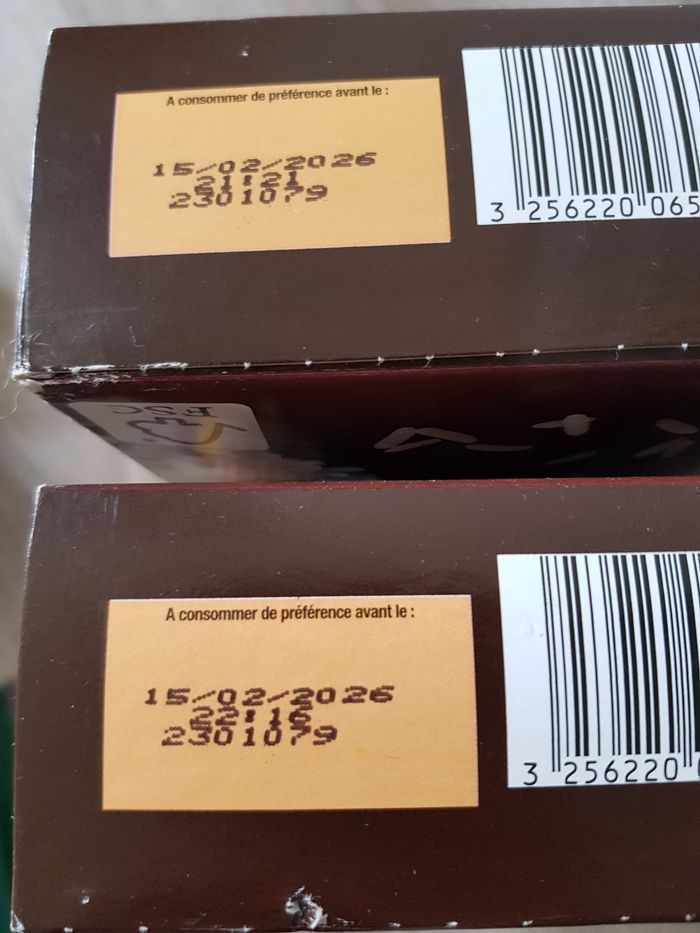 A consommer de préférence avant le :
15/02/2026
21:21
2301079
3 256220 065
FSC
A consommer de préférence avant le :
15/02/2026
22:16
2301079
3 256220